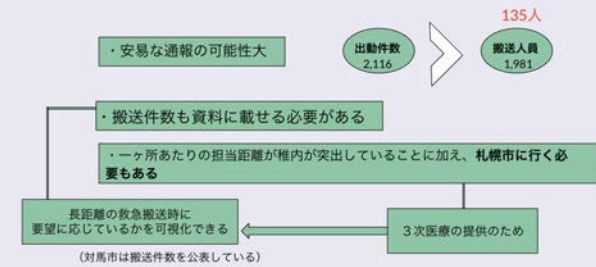 135人
・安易な通報の可能性大
出動件数
2,116
搬送人員
1,981
・搬送件数も資料に載せる必要がある
・一ヶ所あたりの担当距離が稚内が突出していることに加え、札幌市に行く必
要もある
長距離の救急搬送時に
要望に応じているかを可視化できる
３次医療の提供のため
（対馬市は搬送件数を公表している）